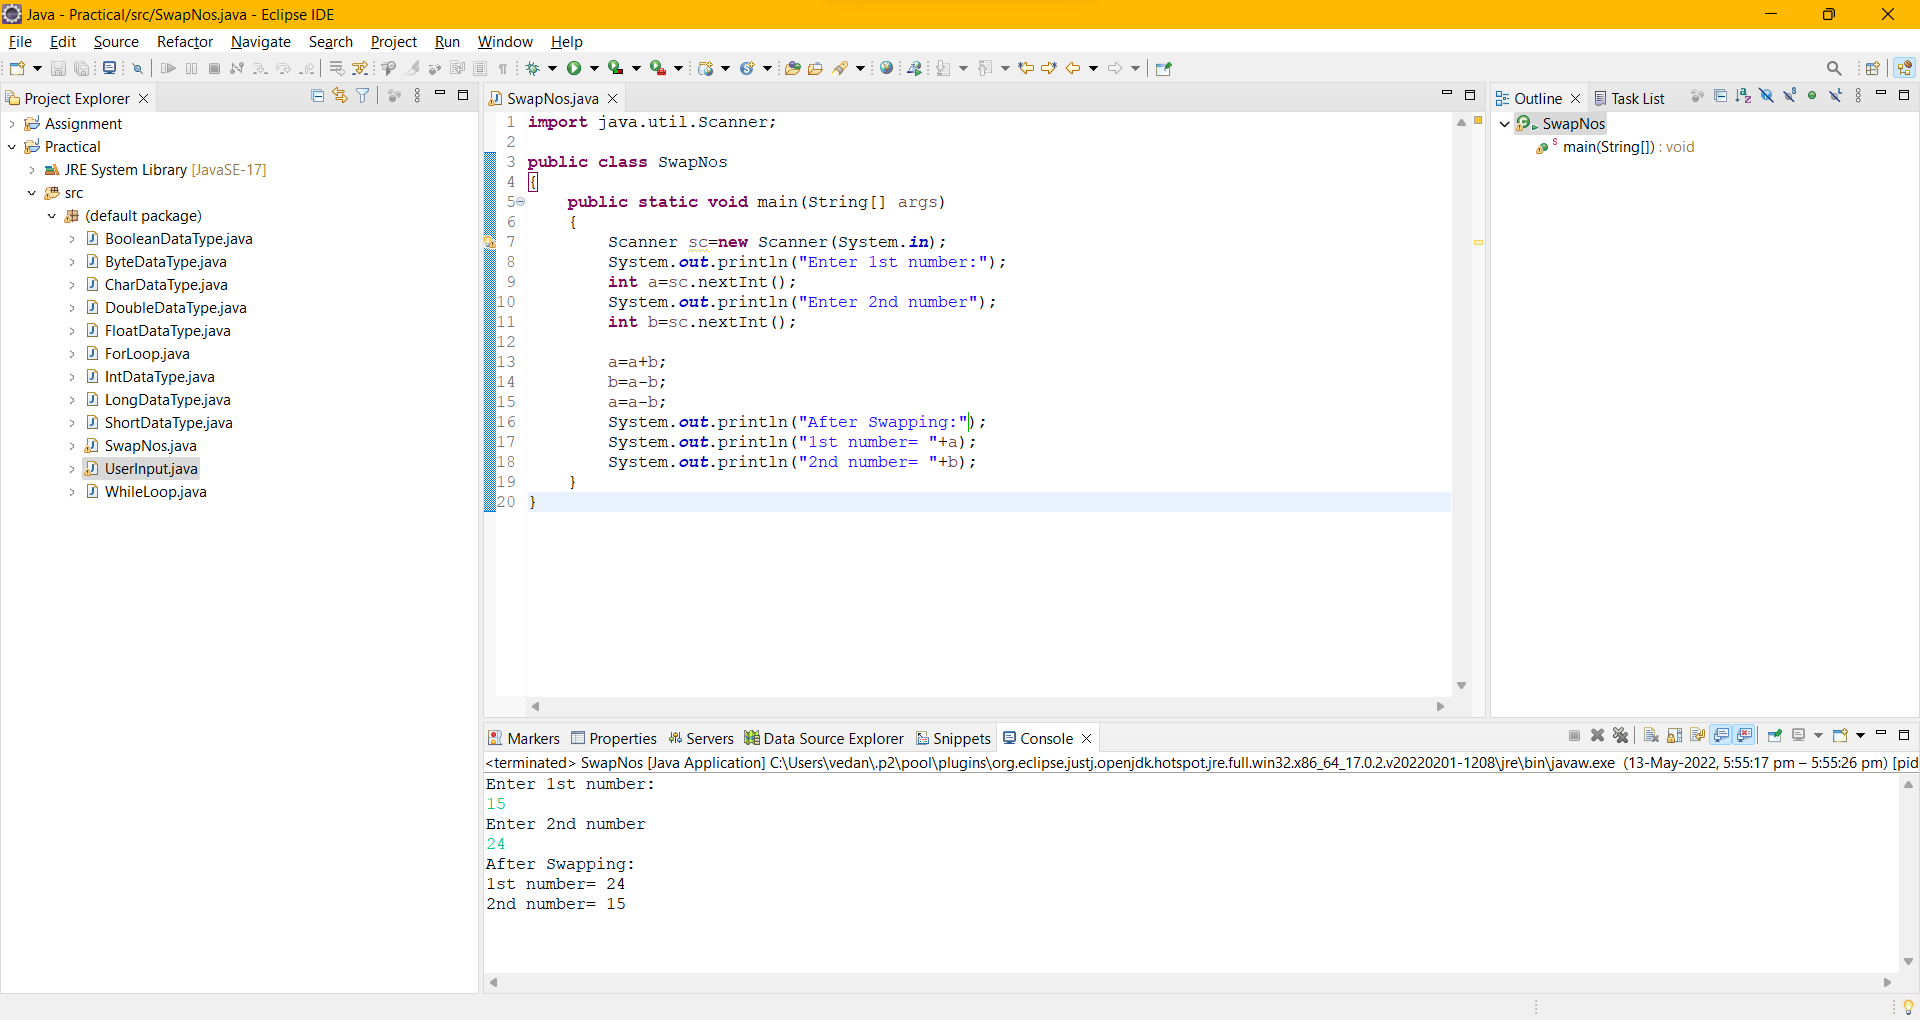 Java - Practical/src/SwapNos.java - Eclipse IDE
File Edit Source Refactor Navigate Search Project Run Window Help
Project Explorer
Assignment
Practical
JRE System Library [JavaSE-17]
src
(default package)
BooleanDataType.java
ByteDataType.java
CharDataType.java
DoubleDataType.java
FloatDataType.java
ForLoop.java
IntDataType.java
LongDataType.java
ShortDataType.java
SwapNos.java
UserInput.java
WhileLoop.java
SwapNos.java
1 import java.util.Scanner;
2
3 public class SwapNos
4 {
5     public static void main(String[] args)
6     {
7         Scanner sc=new Scanner(System.in);
8         System.out.println("Enter 1st number:");
9         int a=sc.nextInt();
10         System.out.println("Enter 2nd number");
11         int b=sc.nextInt();
12
13         a=a+b;
14         b=a-b;
15         a=a-b;
16         System.out.println("After Swapping:");
17         System.out.println("1st number= "+a);
18         System.out.println("2nd number= "+b);
19     }
20 }
Outline Task List
SwapNos
main(String[]) : void
Markers Properties Servers Data Source Explorer Snippets Console
<terminated> SwapNos [Java Application] C:\Users\vedan\.p2\pool\plugins\org.eclipse.justj.openjdk.hotspot.jre.full.win32.x86_64_17.0.2.v20220201-1208\jre\bin\javaw.exe (13-May-2022, 5:55:17 pm – 5:55:26 pm) [pid
Enter 1st number:
15
Enter 2nd number
24
After Swapping:
1st number= 24
2nd number= 15